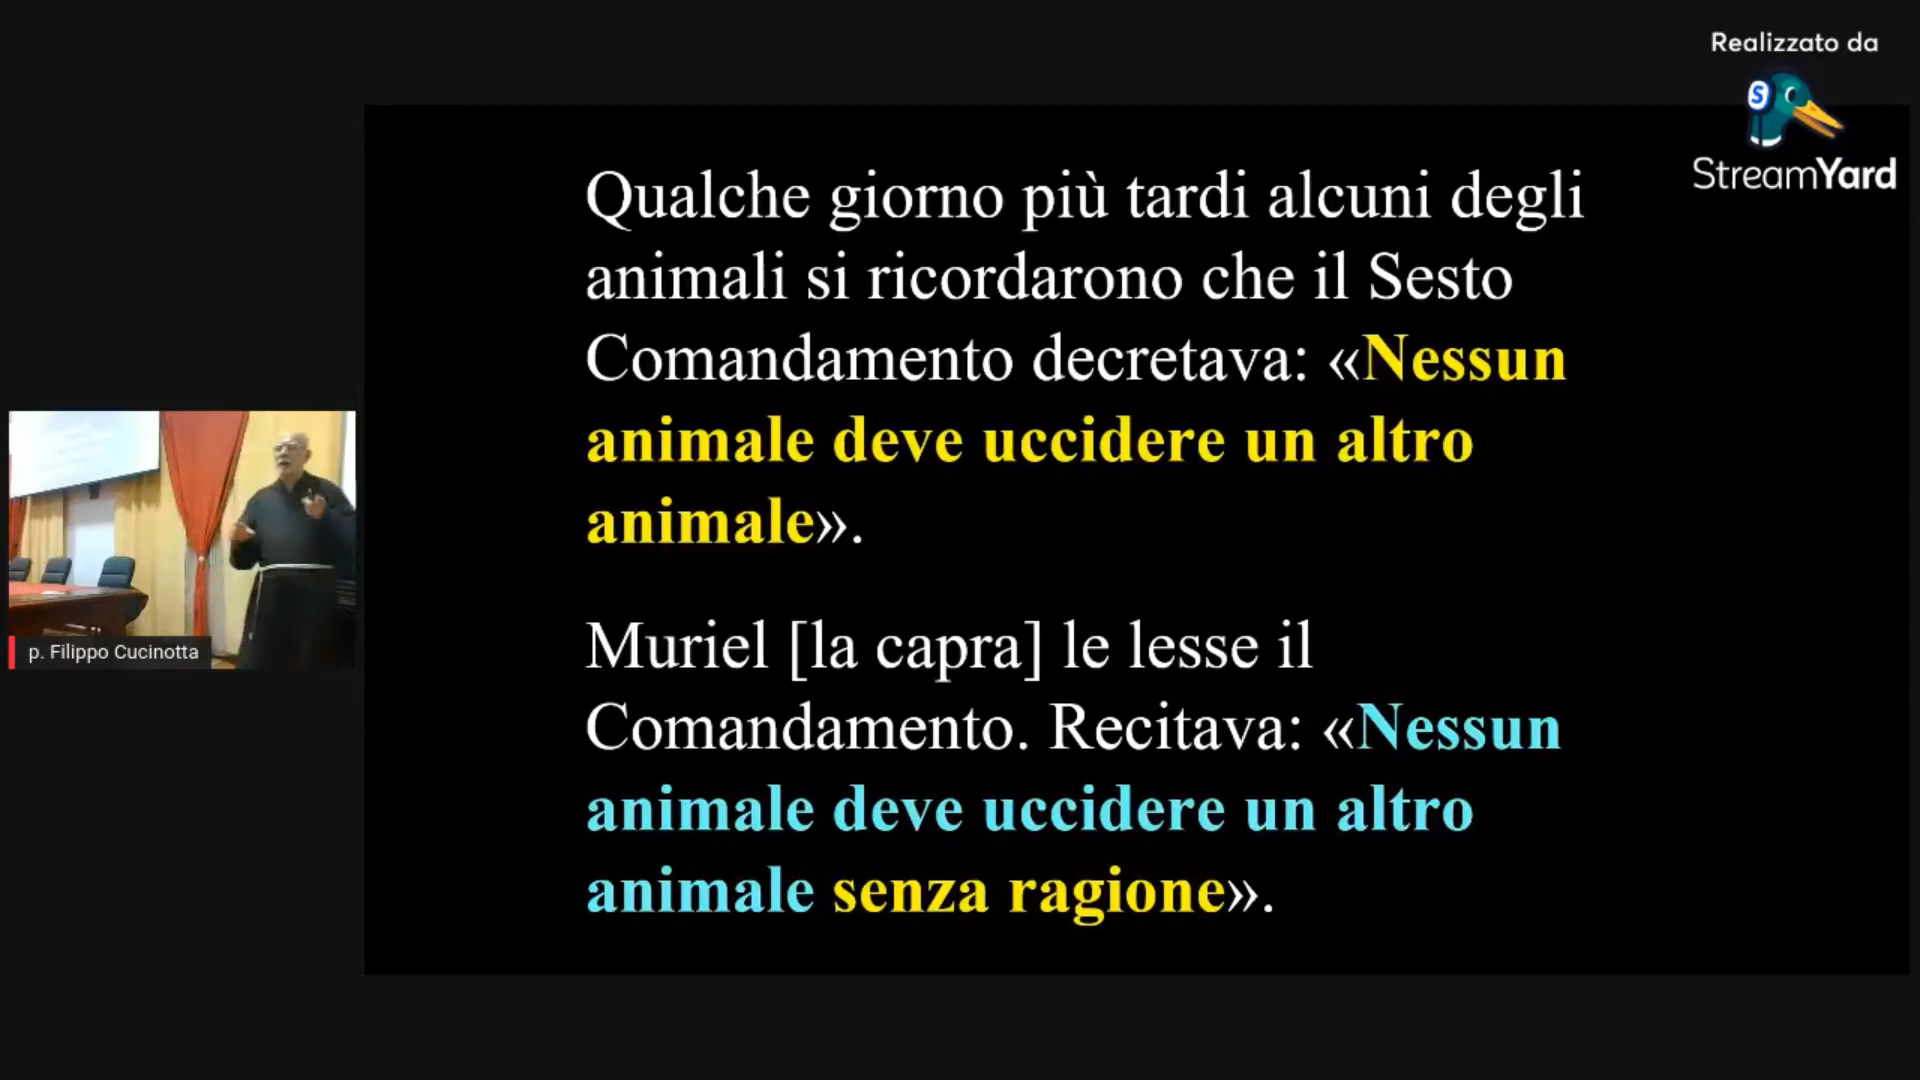 Realizzato da
StreamYard
Qualche giorno più tardi alcuni degli
animali si ricordarono che il Sesto
Comandamento decretava: «Nessun
animale deve uccidere un altro
animale».
Muriel [la capra] le lesse il
Comandamento. Recitava: «Nessun
animale deve uccidere un altro
animale senza ragione».
p. Filippo Cucinotta